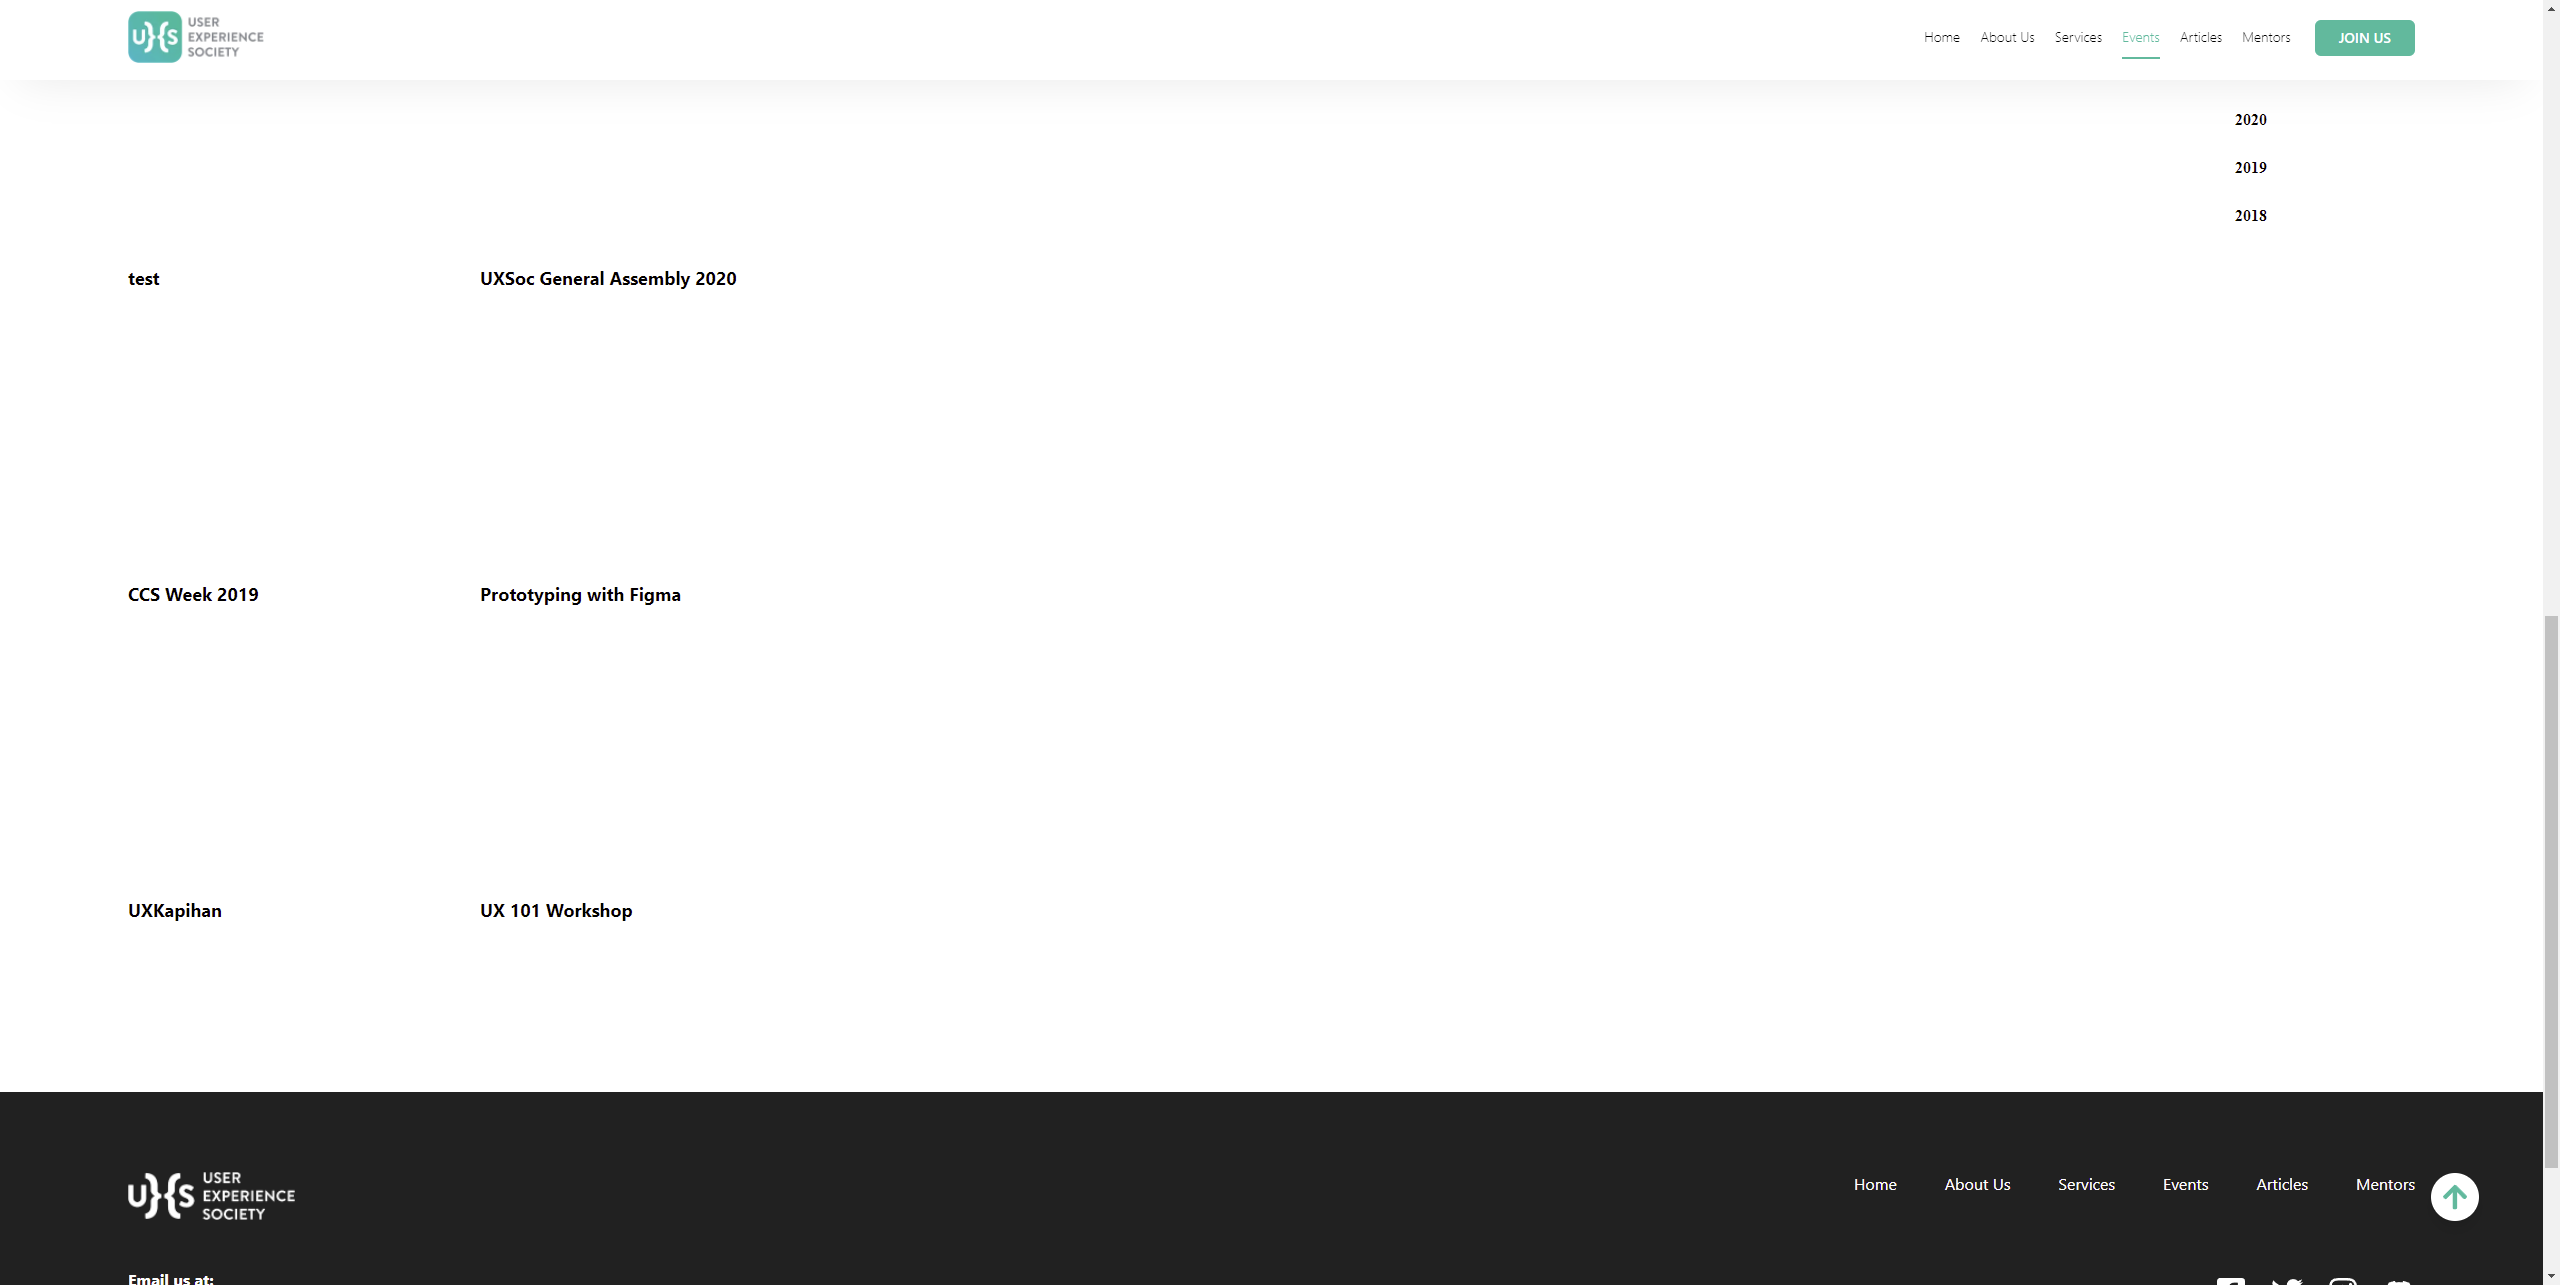 UXS USER
EXPERIENCE
SOCIETY
Home About Us Services Events Articles Mentors JOIN US
2020
2019
2018
test UXSoc General Assembly 2020
CCS Week 2019 Prototyping with Figma
UXKapihan UX 101 Workshop
UXS USER
EXPERIENCE
SOCIETY
Home About Us Services Events Articles Mentors
Email us at: